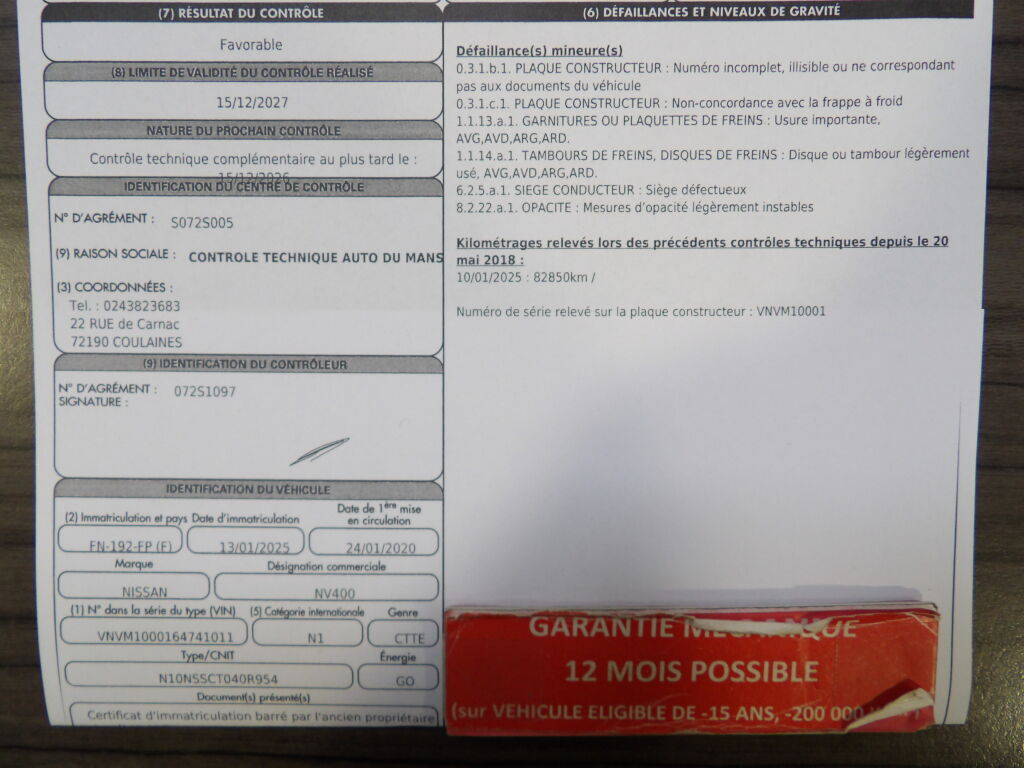 (7) RÉSULTAT DU CONTRÔLE
Favorable
(8) LIMITE DE VALIDITÉ DU CONTRÔLE RÉALISÉ
15/12/2027
NATURE DU PROCHAIN CONTRÔLE
Contrôle technique complémentaire au plus tard le :
15/12/2026
IDENTIFICATION DU CENTRE DE CONTRÔLE
N° D'AGRÉMENT : S072S005
(9) RAISON SOCIALE : CONTROLE TECHNIQUE AUTO DU MANS
(3) COORDONNÉES :
Tel. : 0243823683
22 RUE de Carnac
72190 COULAINES
(9) IDENTIFICATION DU CONTRÔLEUR
N° D'AGRÉMENT : 072S1097
SIGNATURE :
IDENTIFICATION DU VÉHICULE
(2) Immatriculation et pays Date d'immatriculation Date de 1ère mise
en circulation
FN-192-FP (F) 13/01/2025 24/01/2020
Marque Désignation commerciale
NISSAN NV400
(1) N° dans la série du type (VIN) (5) Catégorie internationale Genre
VNVM1000164741011 N1 CTTE
Type/CNIT Énergie
N10NSSCT040R954 GO
Document(s) présenté(s)
Certificat d'immatriculation barré par l'ancien propriétaire
(6) DÉFAILLANCES ET NIVEAUX DE GRAVITÉ
Défaillance(s) mineure(s)
0.3.1.b.1. PLAQUE CONSTRUCTEUR : Numéro incomplet, illisible ou ne correspondant
pas aux documents du véhicule
0.3.1.c.1. PLAQUE CONSTRUCTEUR : Non-concordance avec la frappe à froid
1.1.13.a.1. GARNITURES OU PLAQUETTES DE FREINS : Usure importante,
AVG,AVD,ARG,ARD.
1.1.14.a.1. TAMBOURS DE FREINS, DISQUES DE FREINS : Disque ou tambour légèrement
usé, AVG,AVD,ARG,ARD.
6.2.5.a.1. SIEGE CONDUCTEUR : Siège défectueux
8.2.22.a.1. OPACITE : Mesures d'opacité légèrement instables
Kilométrages relevés lors des précédents contrôles techniques depuis le 20
mai 2018 :
10/01/2025 : 82850km /
Numéro de série relevé sur la plaque constructeur : VNVM10001
GARANTIE MÉCANIQUE
12 MOIS POSSIBLE
(sur VEHICULE ELIGIBLE DE -15 ANS, -200 000